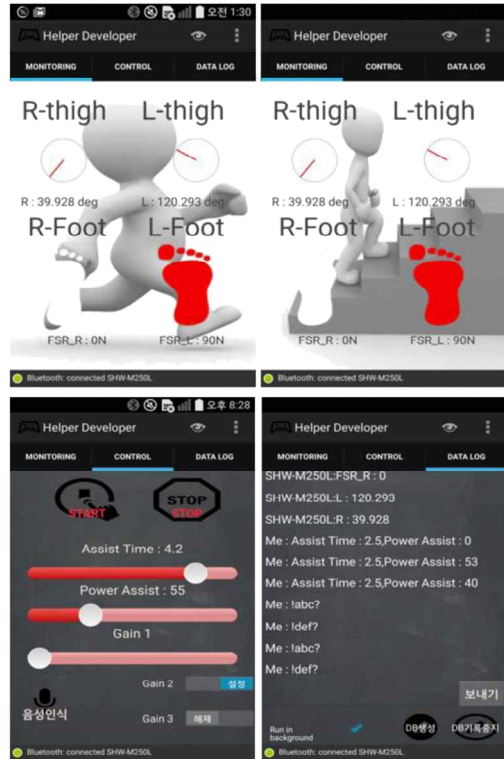 오전 1:30
Helper Developer
MONITORING CONTROL DATA LOG
R-thigh L-thigh
R : 39.928 deg L : 120.293 deg
R-Foot L-Foot
FSR_R : 0N FSR_L : 90N
Bluetooth: connected SHW-M250L
Helper Developer
MONITORING CONTROL DATA LOG
R-thigh L-thigh
R : 39.928 deg L : 120.293 deg
R-Foot L-Foot
FSR_R : 0N FSR_L : 90N
Bluetooth: connected SHW-M250L
오후 8:28
Helper Developer
MONITORING CONTROL DATA LOG
START STOP
STOP
Assist Time : 4.2
Power Assist : 55
Gain 1
Gain 2 설정
음성인식
Gain 3 해제
Bluetooth: connected SHW-M250L
Helper Developer
MONITORING CONTROL DATA LOG
SHW-M250L:FSR_R : 0
SHW-M250L:L : 120.293
SHW-M250L:R : 39.928
Me : Assist Time : 2.5,Power Assist : 0
Me : Assist Time : 2.5,Power Assist : 53
Me : Assist Time : 2.5,Power Assist : 40
Me : !abc?
Me : !def?
Me : !abc?
Me : !def?
보내기
Run in
background
DB생성 DB기록중지
Bluetooth: connected SHW-M250L